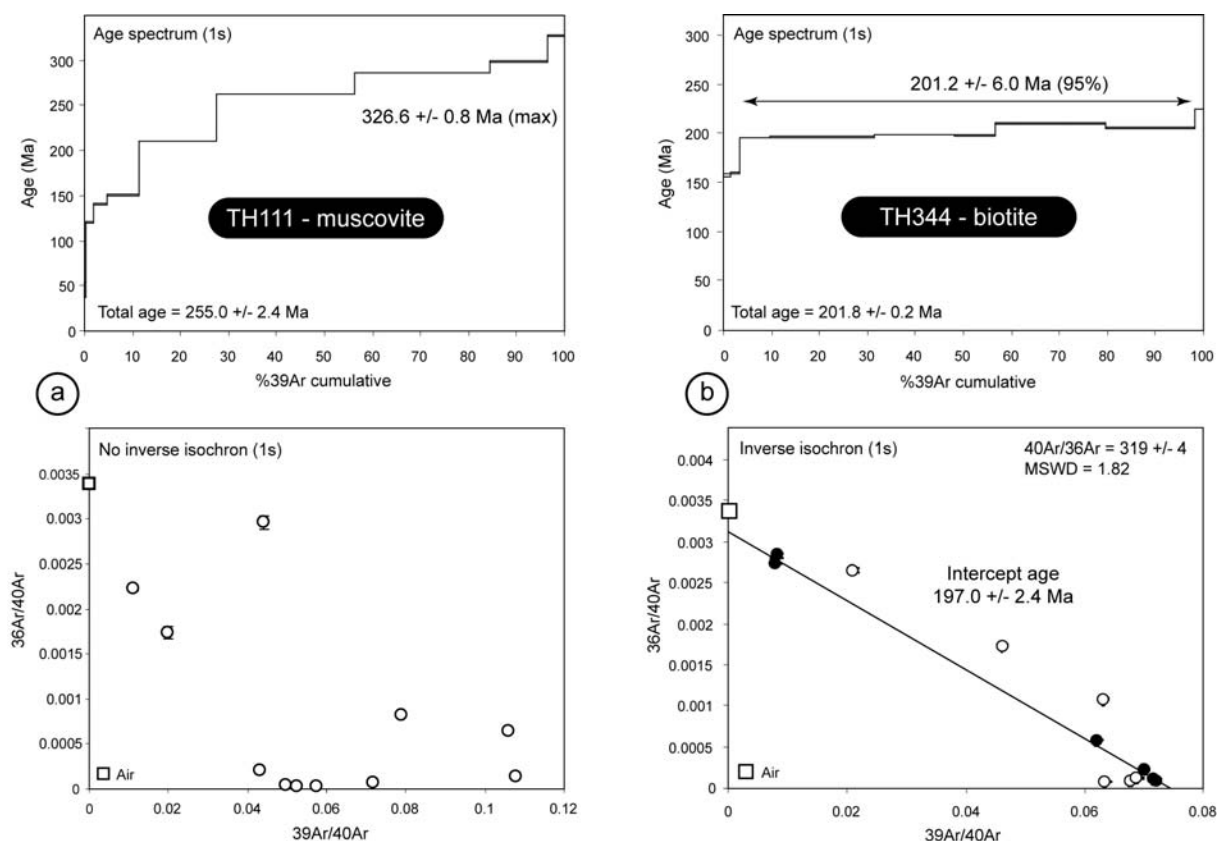 Age spectrum (1s)
326.6 +/- 0.8 Ma (max)
TH111 - muscovite
Total age = 255.0 +/- 2.4 Ma
Age (Ma)
300
250
200
150
100
50
0
0 10 20 30 40 50 60 70 80 90 100
%39Ar cumulative
a
Age spectrum (1s)
201.2 +/- 6.0 Ma (95%)
TH344 - biotite
Total age = 201.8 +/- 0.2 Ma
Age (Ma)
300
250
200
150
100
50
0
0 10 20 30 40 50 60 70 80 90 100
%39Ar cumulative
b
No inverse isochron (1s)
36Ar/40Ar
0.0035
0.003
0.0025
0.002
0.0015
0.001
0.0005
0
Air
0 0.02 0.04 0.06 0.08 0.1 0.12
39Ar/40Ar
Inverse isochron (1s)
40Ar/36Ar = 319 +/- 4
MSWD = 1.82
Intercept age
197.0 +/- 2.4 Ma
36Ar/40Ar
0.004
0.0035
0.003
0.0025
0.002
0.0015
0.001
0.0005
0
Air
0 0.02 0.04 0.06 0.08
39Ar/40Ar